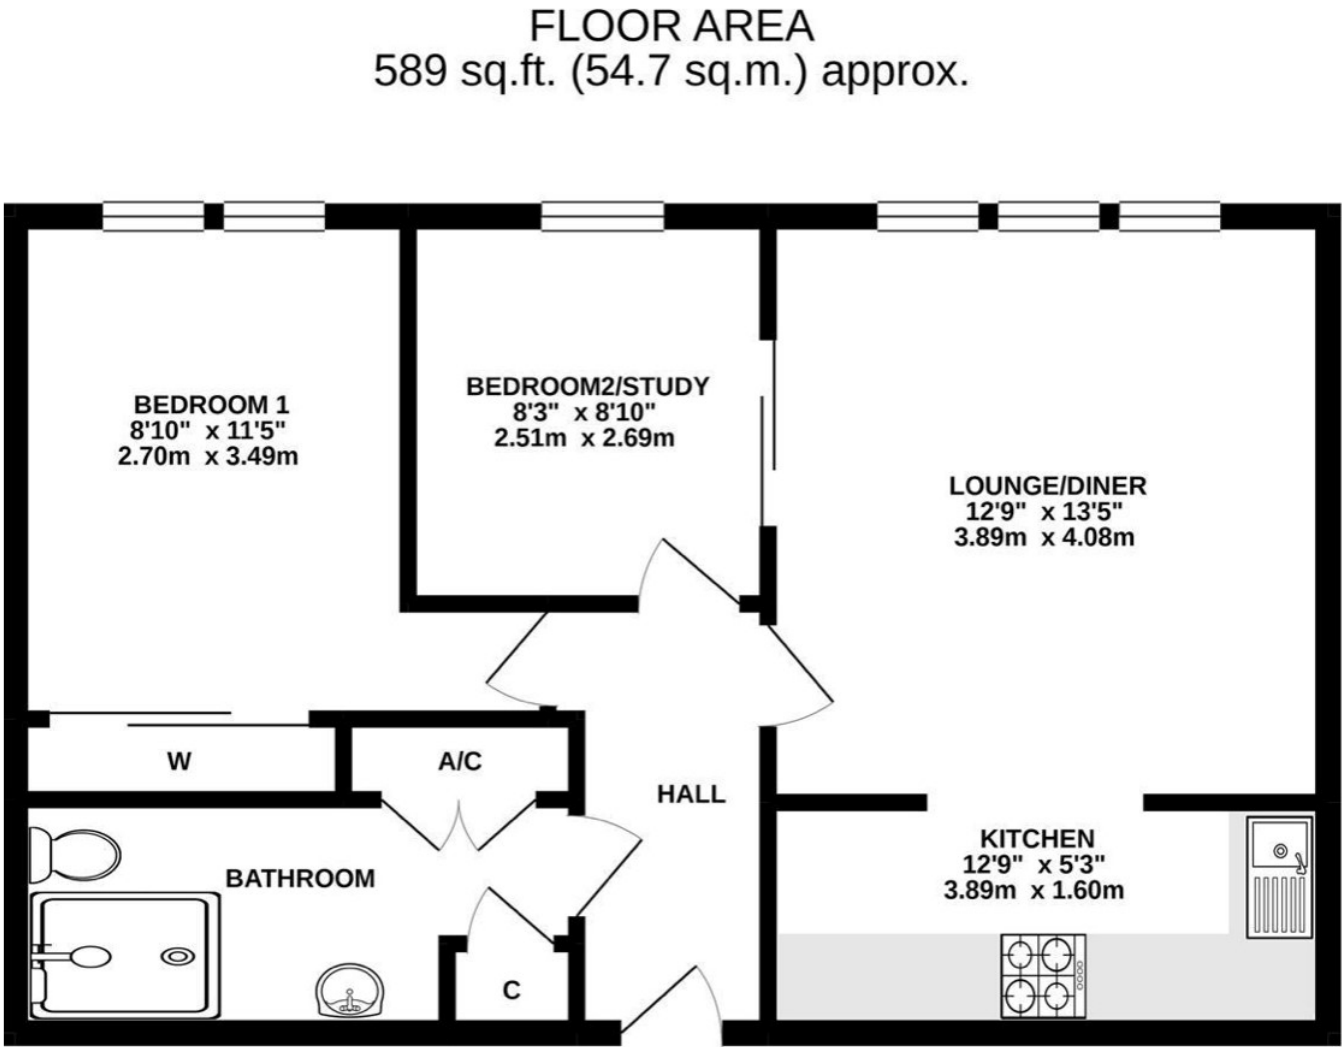 FLOOR AREA
589 sq.ft. (54.7 sq.m.) approx.
BEDROOM 1
8'10" x 11'5"
2.70m x 3.49m
BEDROOM2/STUDY
8'3" x 8'10"
2.51m x 2.69m
LOUNGE/DINER
12'9" x 13'5"
3.89m x 4.08m
W
A/C
HALL
KITCHEN
12'9" x 5'3"
3.89m x 1.60m
BATHROOM
C